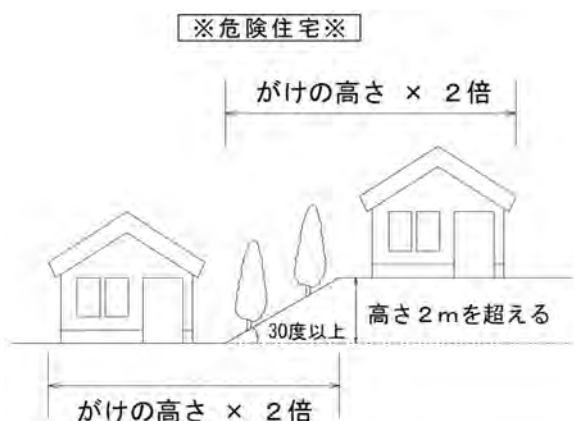 ※危険住宅※
がけの高さ × 2倍
高さ2mを超える
30度以上
がけの高さ × 2倍